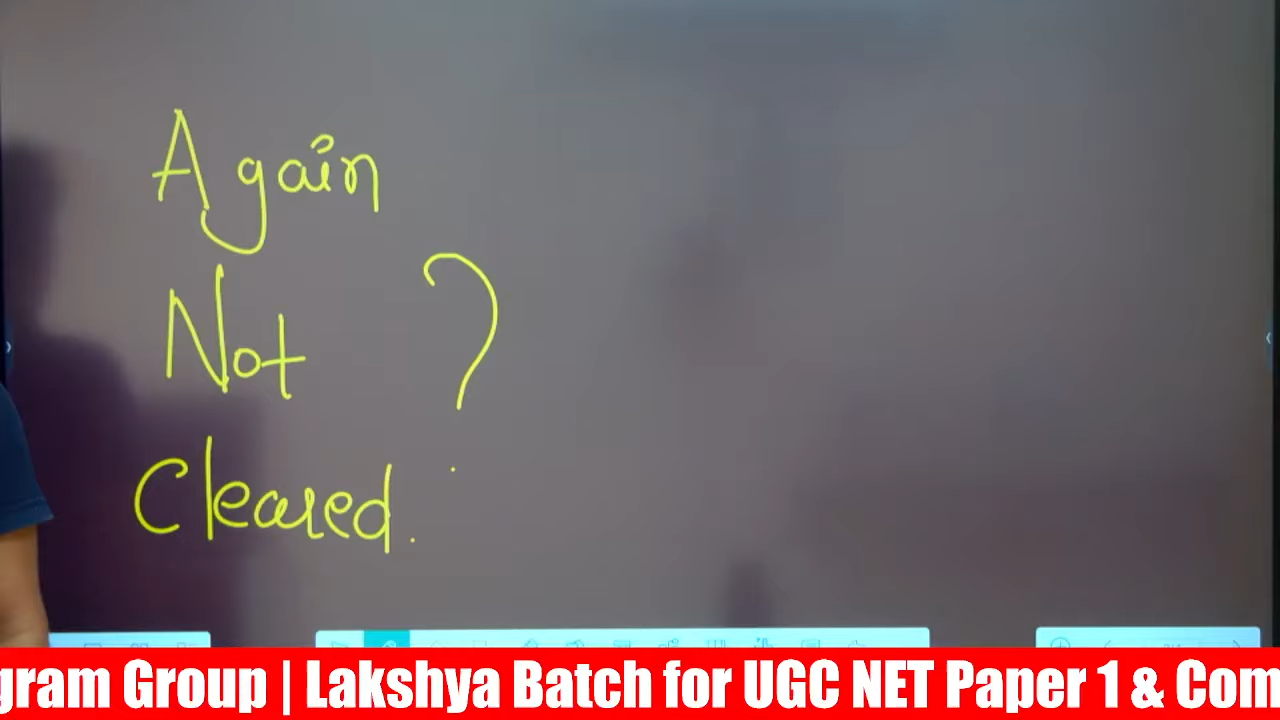 Again
Not ?
Cleared.
gram Group | Lakshya Batch for UGC NET Paper 1 & Com